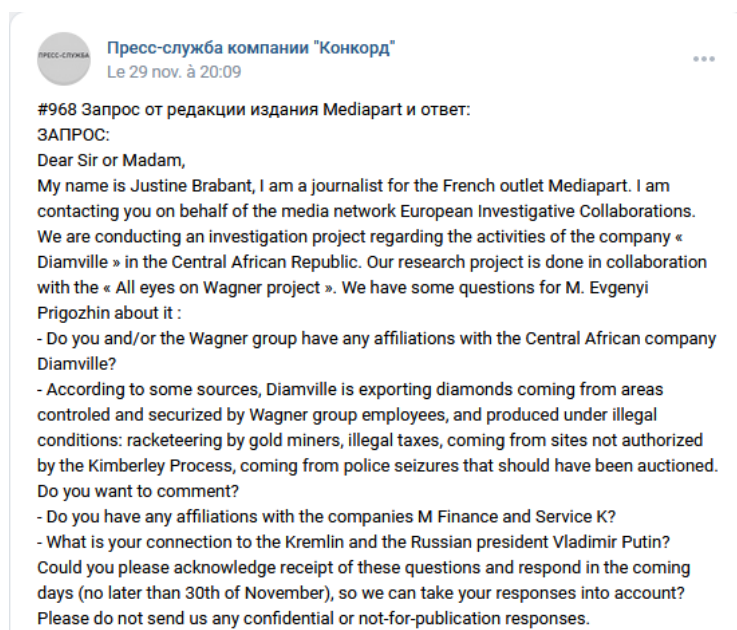 ПРЕСС-СЛУЖБА
Пресс-служба компании "Конкорд"
Le 29 nov. à 20:09
#968 Запрос от редакции издания Mediapart и ответ:
ЗАПРОС:
Dear Sir or Madam,
My name is Justine Brabant, I am a journalist for the French outlet Mediapart. I am
contacting you on behalf of the media network European Investigative Collaborations.
We are conducting an investigation project regarding the activities of the company «
Diamville » in the Central African Republic. Our research project is done in collaboration
with the « All eyes on Wagner project ». We have some questions for M. Evgenyi
Prigozhin about it :
- Do you and/or the Wagner group have any affiliations with the Central African company
Diamville?
- According to some sources, Diamville is exporting diamonds coming from areas
controled and securized by Wagner group employees, and produced under illegal
conditions: racketeering by gold miners, illegal taxes, coming from sites not authorized
by the Kimberley Process, coming from police seizures that should have been auctioned.
Do you want to comment?
- Do you have any affiliations with the companies M Finance and Service K?
- What is your connection to the Kremlin and the Russian president Vladimir Putin?
Could you please acknowledge receipt of these questions and respond in the coming
days (no later than 30th of November), so we can take your responses into account?
Please do not send us any confidential or not-for-publication responses.